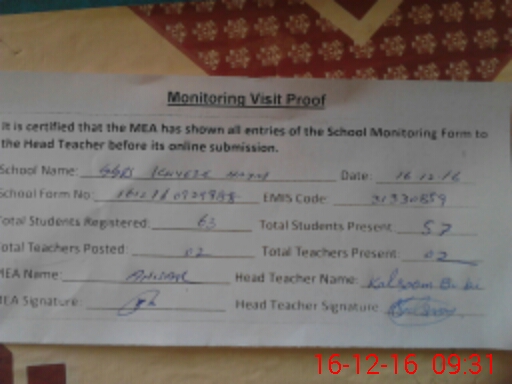 Monitoring Visit Proof
It is certified that the MEA has shown all entries of the School Monitoring Form to
the Head Teacher before its online submission.
School Name: GGPS Date: 16.12.16
School Form No: EMIS Code:
Total Students Registered: 63 Total Students Present: 57
Total Teachers Posted: 02 Total Teachers Present: 02
MEA Name: Head Teacher Name: Kalsoom Bibi
MEA Signature: Head Teacher Signature
16-12-16 09:31